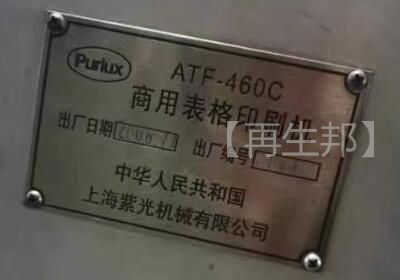 Purlux
ATF-460C
商用表格印刷机
出厂日期 出厂编号
中华人民共和国
上海紫光机械有限公司
【再生邦】